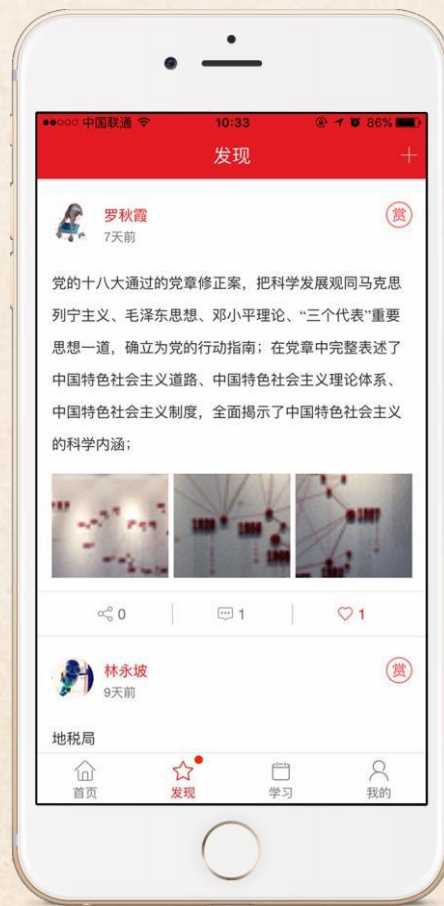 中国联通 10:33 86%
发现 +
罗秋霞 赏
7天前
党的十八大通过的党章修正案，把科学发展观同马克思
列宁主义、毛泽东思想、邓小平理论、“三个代表”重要
思想一道，确立为党的行动指南；在党章中完整表述了
中国特色社会主义道路、中国特色社会主义理论体系、
中国特色社会主义制度，全面揭示了中国特色社会主义
的科学内涵；
0 1 1
林永坡 赏
9天前
地税局
首页 发现 学习 我的